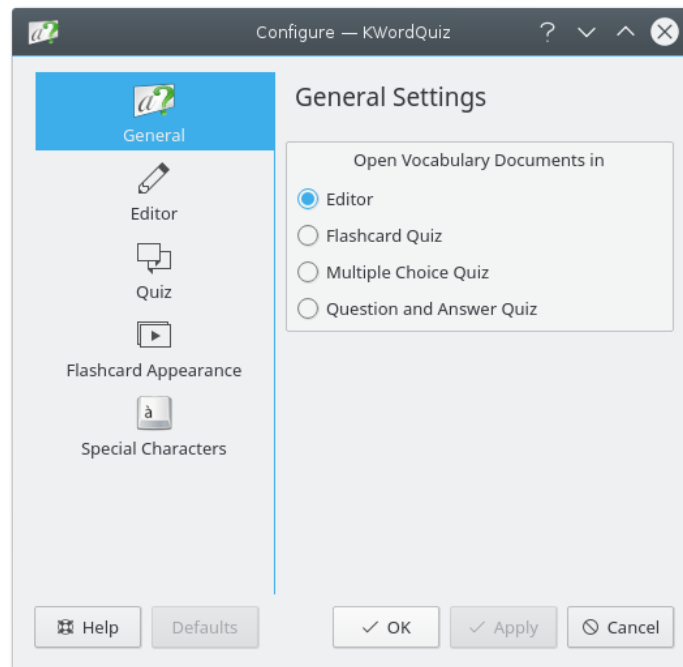 Configure — KWordQuiz
General
Editor
Quiz
Flashcard Appearance
Special Characters
General Settings
Open Vocabulary Documents in
Editor
Flashcard Quiz
Multiple Choice Quiz
Question and Answer Quiz
Help
Defaults
OK
Apply
Cancel